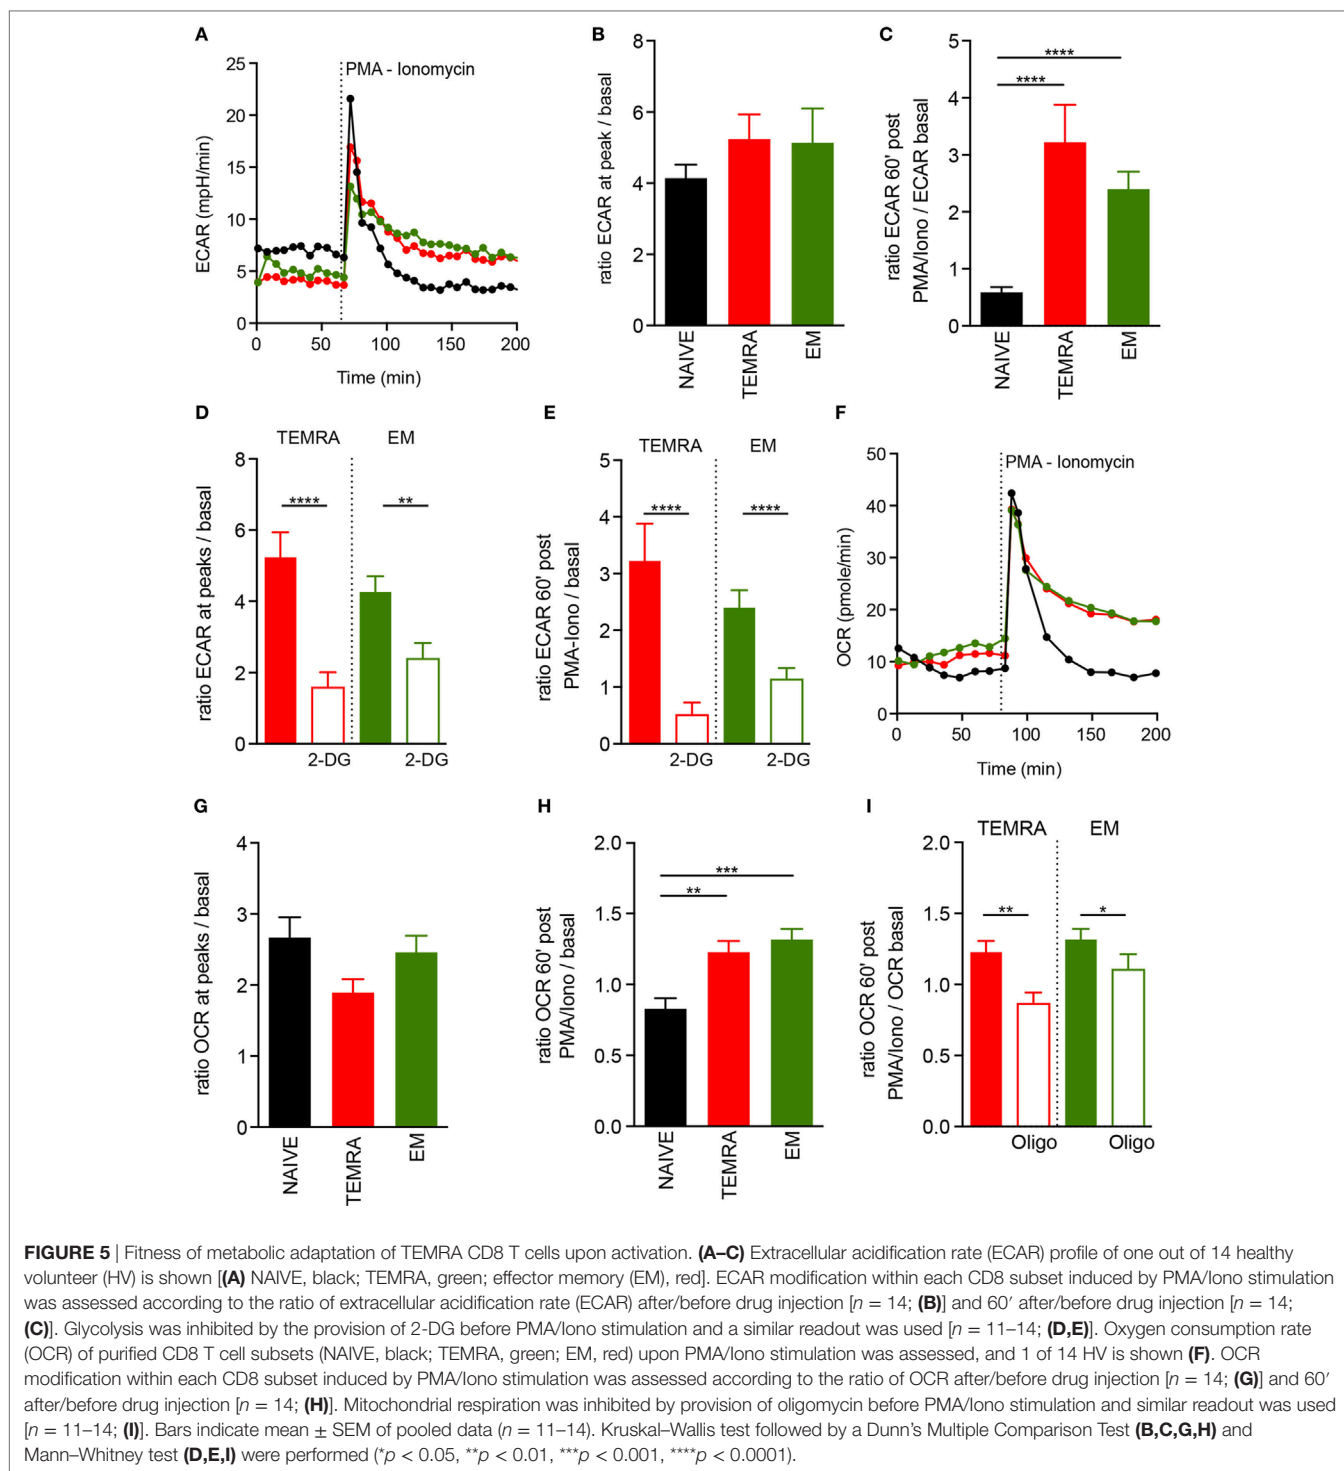 A
PMA - Ionomycin
25
20
15
10
5
0
ECAR (mpH/min)
0 50 100 150 200
Time (min)
B
8
6
4
2
0
ratio ECAR at peak / basal
NAIVE
TEMRA
EM
C
5
4
3
2
1
0
ratio ECAR 60' post
PMA/Iono / ECAR basal
****
****
NAIVE
TEMRA
EM
D
TEMRA EM
8
6
4
2
0
ratio ECAR at peaks / basal
**** **
2-DG 2-DG
E
TEMRA EM
5
4
3
2
1
0
ratio ECAR 60' post
PMA-Iono / basal
**** ****
2-DG 2-DG
F
PMA - Ionomycin
50
40
30
20
10
0
OCR (pmole/min)
0 50 100 150 200
Time (min)
G
4
3
2
1
0
ratio OCR at peaks / basal
NAIVE
TEMRA
EM
H
2.0
1.5
1.0
0.5
0.0
ratio OCR 60' post
PMA/Iono / basal
***
**
NAIVE
TEMRA
EM
I
TEMRA EM
2.0
1.5
1.0
0.5
0.0
ratio OCR 60' post
PMA/Iono / OCR basal
** *
Oligo Oligo
FIGURE 5 | Fitness of metabolic adaptation of TEMRA CD8 T cells upon activation. (A–C) Extracellular acidification rate (ECAR) profile of one out of 14 healthy
volunteer (HV) is shown [(A) NAIVE, black; TEMRA, green; effector memory (EM), red]. ECAR modification within each CD8 subset induced by PMA/Iono stimulation
was assessed according to the ratio of extracellular acidification rate (ECAR) after/before drug injection [n = 14; (B)] and 60′ after/before drug injection [n = 14;
(C)]. Glycolysis was inhibited by the provision of 2-DG before PMA/Iono stimulation and a similar readout was used [n = 11–14; (D,E)]. Oxygen consumption rate
(OCR) of purified CD8 T cell subsets (NAIVE, black; TEMRA, green; EM, red) upon PMA/Iono stimulation was assessed, and 1 of 14 HV is shown (F). OCR
modification within each CD8 subset induced by PMA/Iono stimulation was assessed according to the ratio of OCR after/before drug injection [n = 14; (G)] and 60′
after/before drug injection [n = 14; (H)]. Mitochondrial respiration was inhibited by provision of oligomycin before PMA/Iono stimulation and similar readout was used
[n = 11–14; (I)]. Bars indicate mean ± SEM of pooled data (n = 11–14). Kruskal–Wallis test followed by a Dunn's Multiple Comparison Test (B,C,G,H) and
Mann–Whitney test (D,E,I) were performed (*p < 0.05, **p < 0.01, ***p < 0.001, ****p < 0.0001).